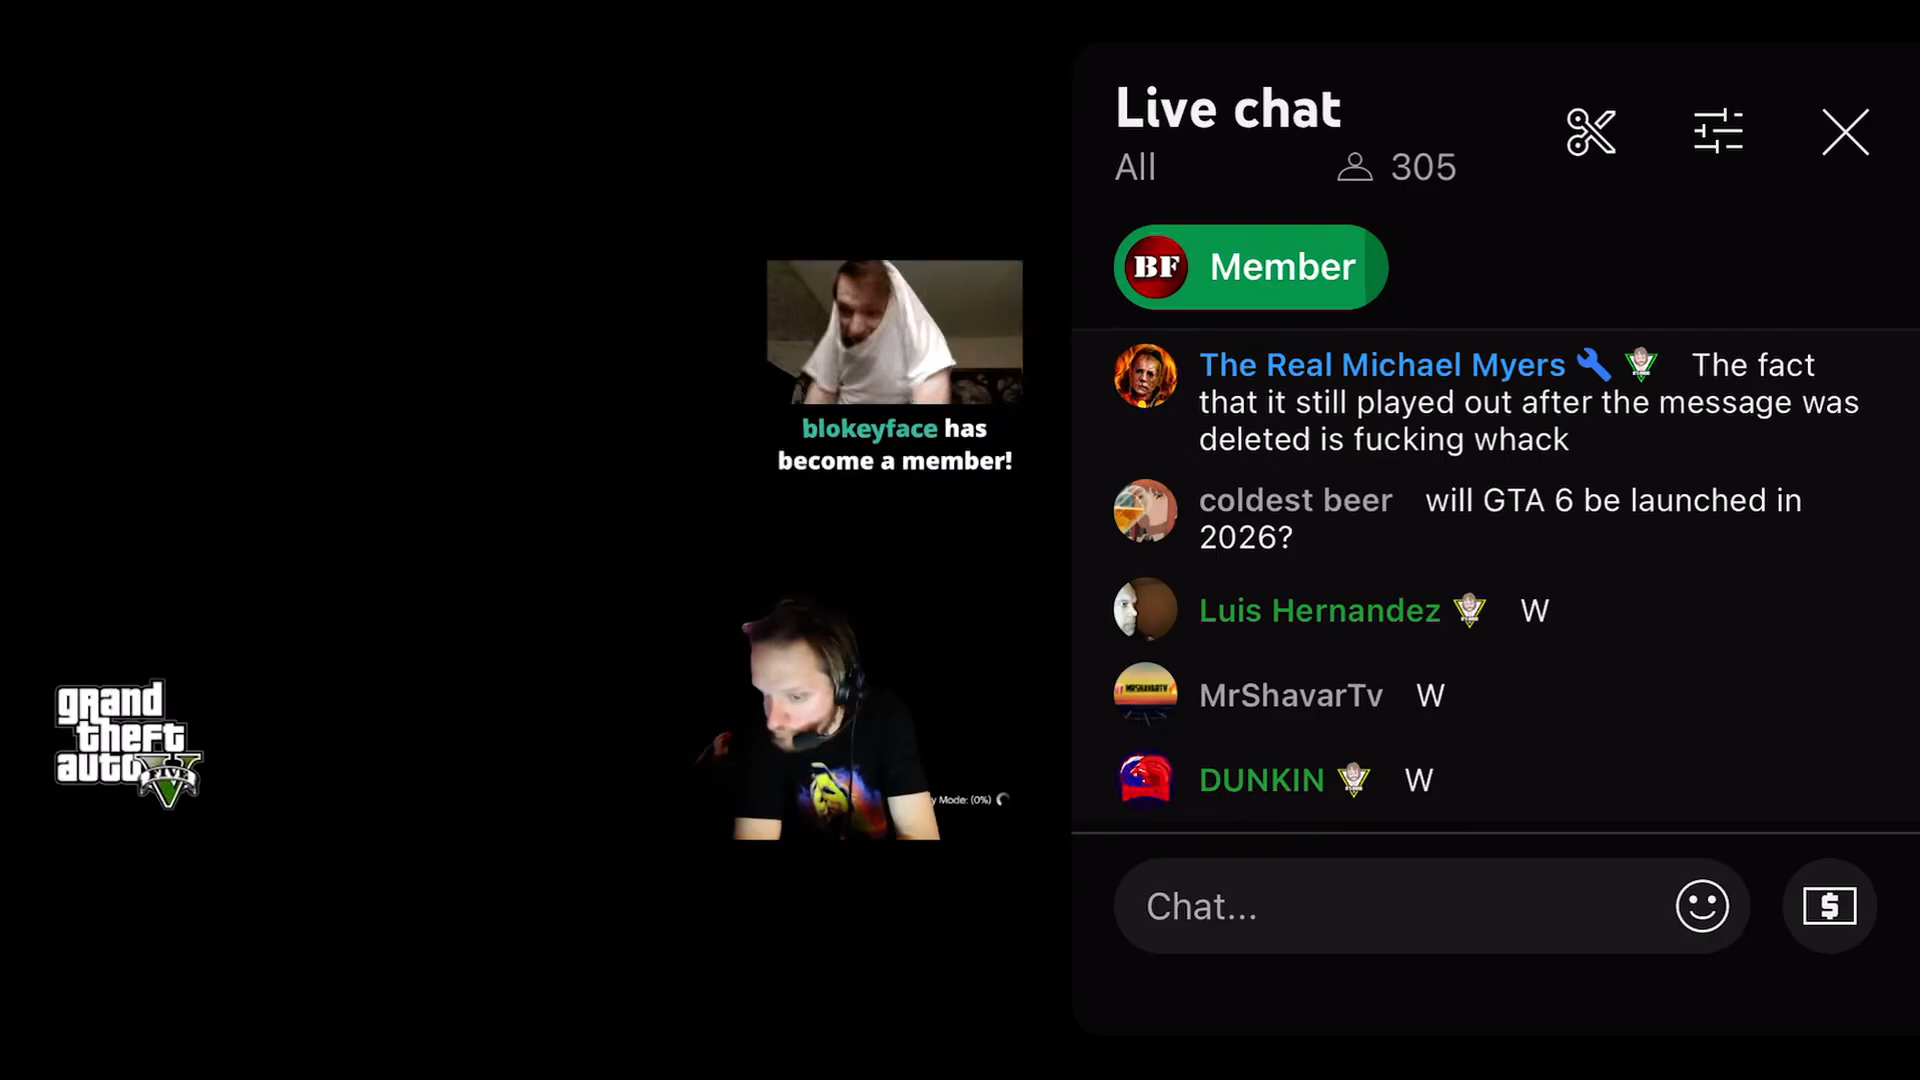 Live chat
All 305
BF Member
The Real Michael Myers The fact
that it still played out after the message was
deleted is fucking whack
coldest beer will GTA 6 be launched in
2026?
Luis Hernandez W
MrShavarTv W
DUNKIN W
Chat...
$
blokeyface has
become a member!
grand
theft
auto
FIVE
y Mode: (0%)